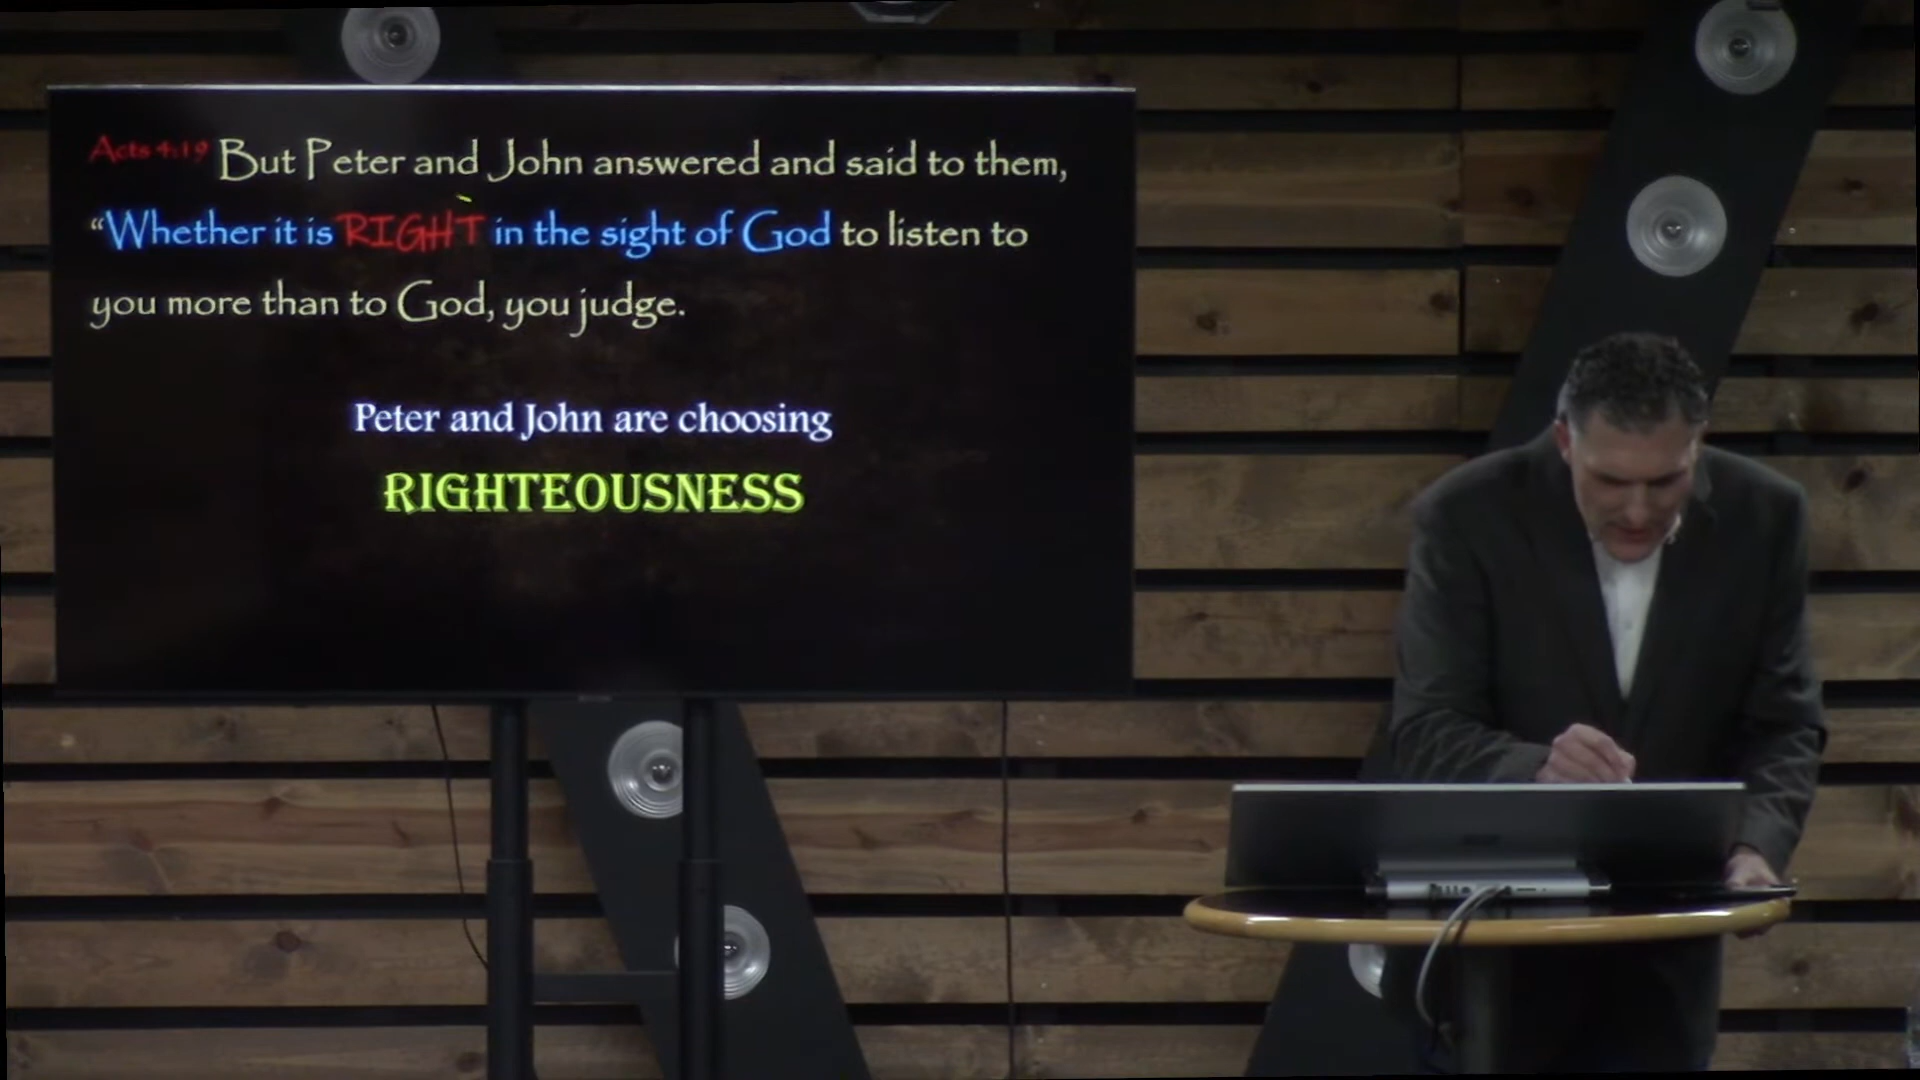 Acts 4:19 But Peter and John answered and said to them,
“Whether it is RIGHT in the sight of God to listen to
you more than to God, you judge.
Peter and John are choosing
RIGHTEOUSNESS